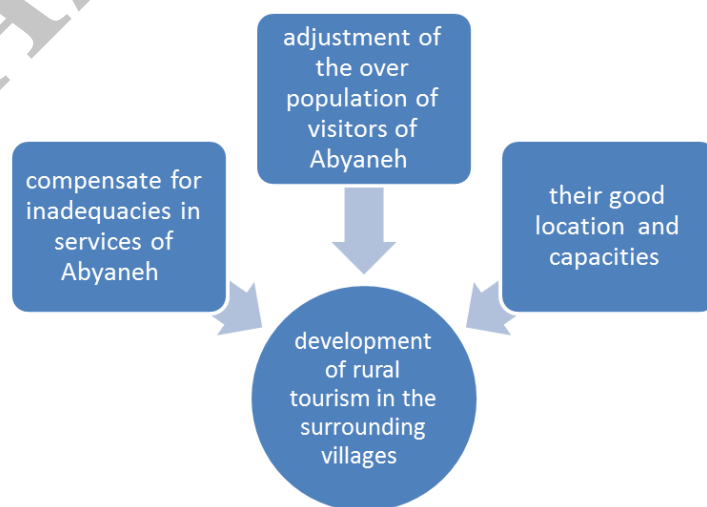 adjustment of
the over
population of
visitors of
Abyaneh
compensate for
inadequacies in
services of
Abyaneh
their good
location and
capacities
development
of rural
tourism in the
surrounding
villages